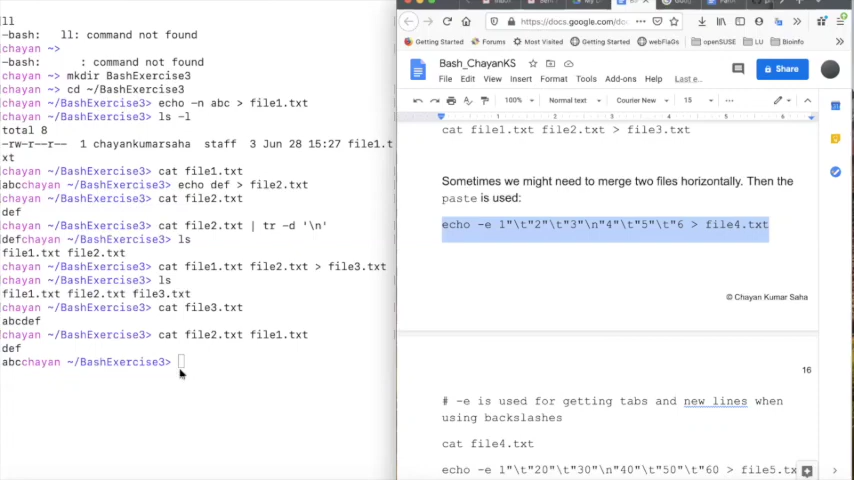 ll
-bash: ll: command not found
chayan ~>
-bash: : command not found
chayan ~> mkdir BashExercise3
chayan ~> cd ~/BashExercise3
chayan ~/BashExercise3> echo -n abc > file1.txt
chayan ~/BashExercise3> ls -l
total 8
-rw-r--r-- 1 chayankumarsaha staff 3 Jun 28 15:27 file1.t
xt
chayan ~/BashExercise3> cat file1.txt
abcchayan ~/BashExercise3> echo def > file2.txt
chayan ~/BashExercise3> cat file2.txt
def
chayan ~/BashExercise3> cat file2.txt | tr -d '\n'
defchayan ~/BashExercise3> ls
file1.txt file2.txt
chayan ~/BashExercise3> cat file1.txt file2.txt > file3.txt
chayan ~/BashExercise3> ls
file1.txt file2.txt file3.txt
chayan ~/BashExercise3> cat file3.txt
abcdef
chayan ~/BashExercise3> cat file2.txt file1.txt
def
abcchayan ~/BashExercise3>
https://docs.google.com/do
Getting Started Forums Most Visited Getting Started webFlaGs openSUSE LU Bioinfo
Bash_ChayanKS
File Edit View Insert Format Tools Add-ons Help Last e...
Share
100% Normal text Courier New 15
cat file1.txt file2.txt > file3.txt
Sometimes we might need to merge two files horizontally. Then the
paste is used:
echo -e 1"\t"2"\t"3"\n"4"\t"5"\t"6 > file4.txt
© Chayan Kumar Saha
16
# -e is used for getting tabs and new lines when
using backslashes
cat file4.txt
echo -e 1"\t"20"\t"30"\n"40"\t"50"\t"60 > file5.tx